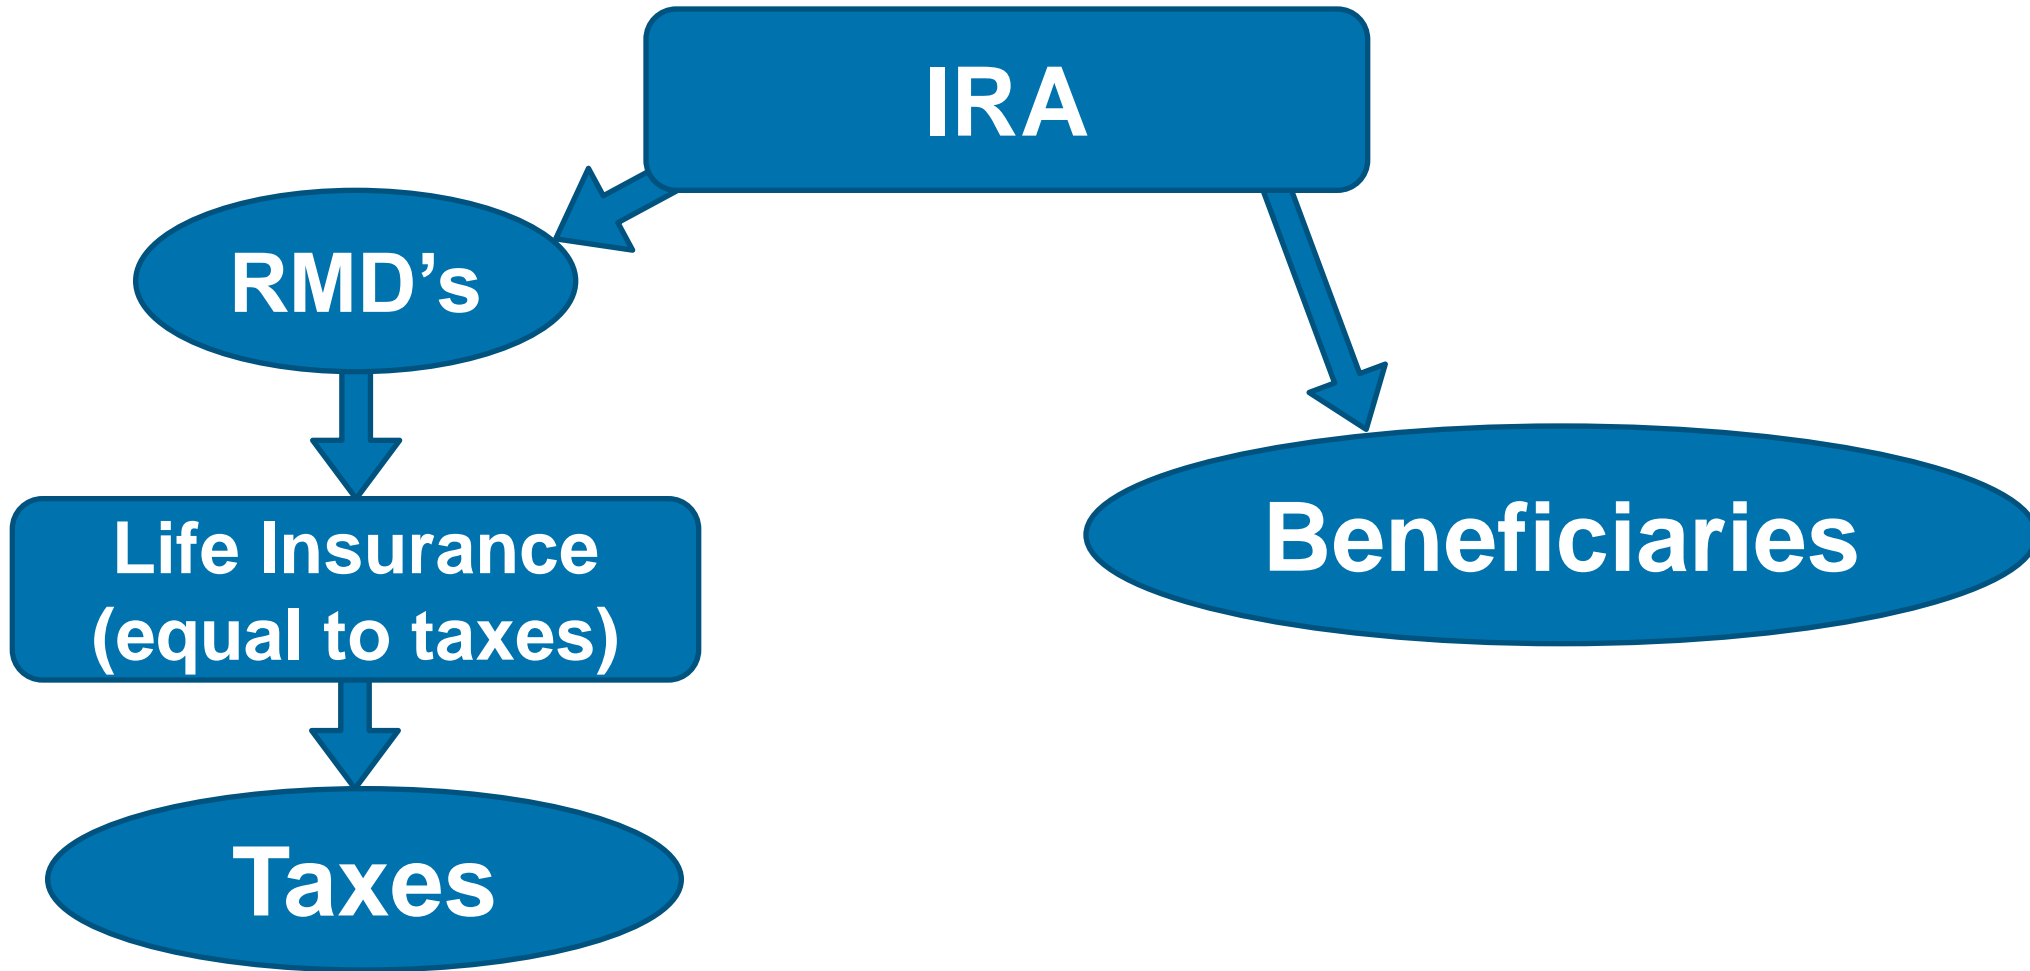 IRA
RMD’s
Life Insurance
(equal to taxes)
Beneficiaries
Taxes